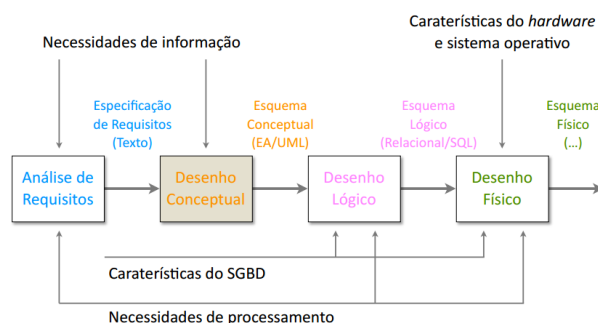 Caraterísticas do hardware
e sistema operativo
Necessidades de informação
Especificação
de Requisitos
(Texto)
Esquema
Conceptual
(EA/UML)
Esquema
Lógico
(Relacional/SQL)
Esquema
Físico
(...)
Análise de
Requisitos
Desenho
Conceptual
Desenho
Lógico
Desenho
Físico
Caraterísticas do SGBD
Necessidades de processamento